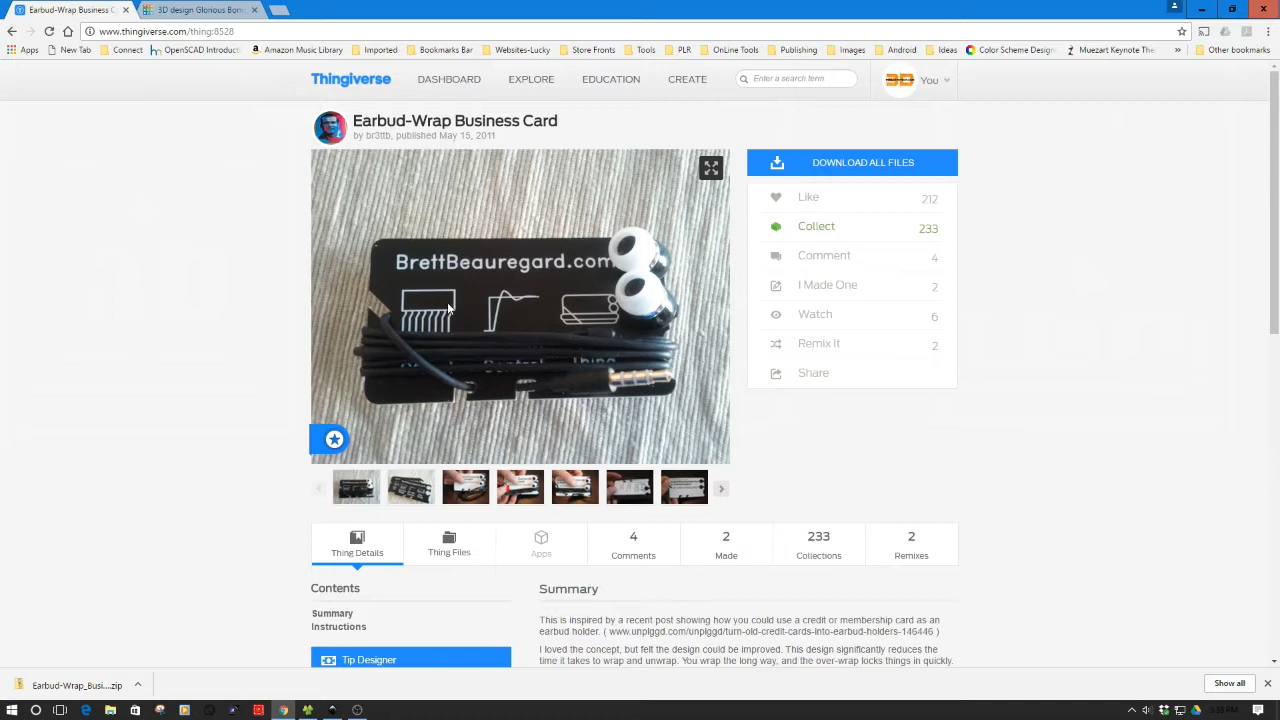 Earbud-Wrap Business C
3D design Glorious Bom
www.thingiverse.com/thing:8528
Apps New Tab Connect OpenSCAD Introduct Amazon Music Library Imported Bookmarks Bar Websites-Lucky Store Fronts Tools PLR OnLine Tools Publishing Images Android Ideas Color Scheme Design Muezart Keynote The Other bookmarks
Thingiverse DASHBOARD EXPLORE EDUCATION CREATE Enter a search term 3D You
Earbud-Wrap Business Card
by br3ttb, published May 15, 2011
BrettBeauregard.com
DOWNLOAD ALL FILES
Like 212
Collect 233
Comment 4
I Made One 2
Watch 6
Remix It 2
Share
Thing Details
Thing Files
Apps
4 Comments
2 Made
233 Collections
2 Remixes
Contents
Summary
Instructions
Tip Designer
Summary
This is inspired by a recent post showing how you could use a credit or membership card as an
earbud holder. ( www.unplggd.com/unplggd/turn-old-credit-cards-into-earbud-holders-146446 )
I loved the concept, but felt the design could be improved. This design significantly reduces the
time it takes to wrap and unwrap. You wrap the long way, and the over-wrap locks things in quickly.
Earbud-Wrap_Busi....zip
Show all